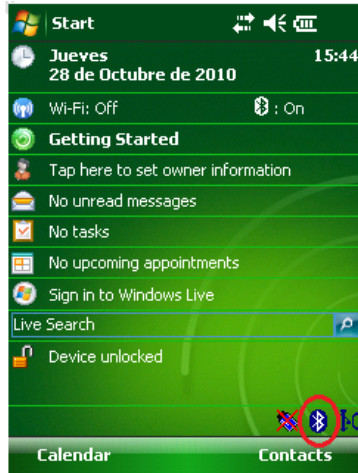 Start
Jueves 15:44
28 de Octubre de 2010
Wi-Fi: Off : On
Getting Started
Tap here to set owner information
No unread messages
No tasks
No upcoming appointments
Sign in to Windows Live
Live Search
Device unlocked
Calendar Contacts